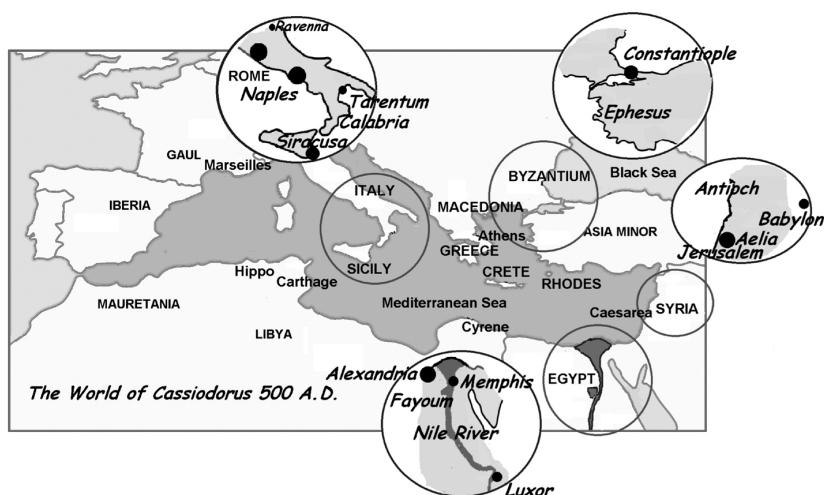 Ravenna
ROME
Naples
Tarentum
Calabria
Siracusa
Constantiople
Ephesus
GAUL
Marseilles
IBERIA
ITALY
SICILY
MACEDONIA
BYZANTIUM
Black Sea
Athens
GREECE
ASIA MINOR
CRETE
RHODES
Antipch
Babylon
Aelia
Jerusalem
Hippo
Carthage
MAURETANIA
Mediterranean Sea
Caesarea
SYRIA
LIBYA
Cyrene
EGYPT
The World of Cassiodorus 500 A.D.
Alexandria
Memphis
Fayoum
Nile River
Luxor